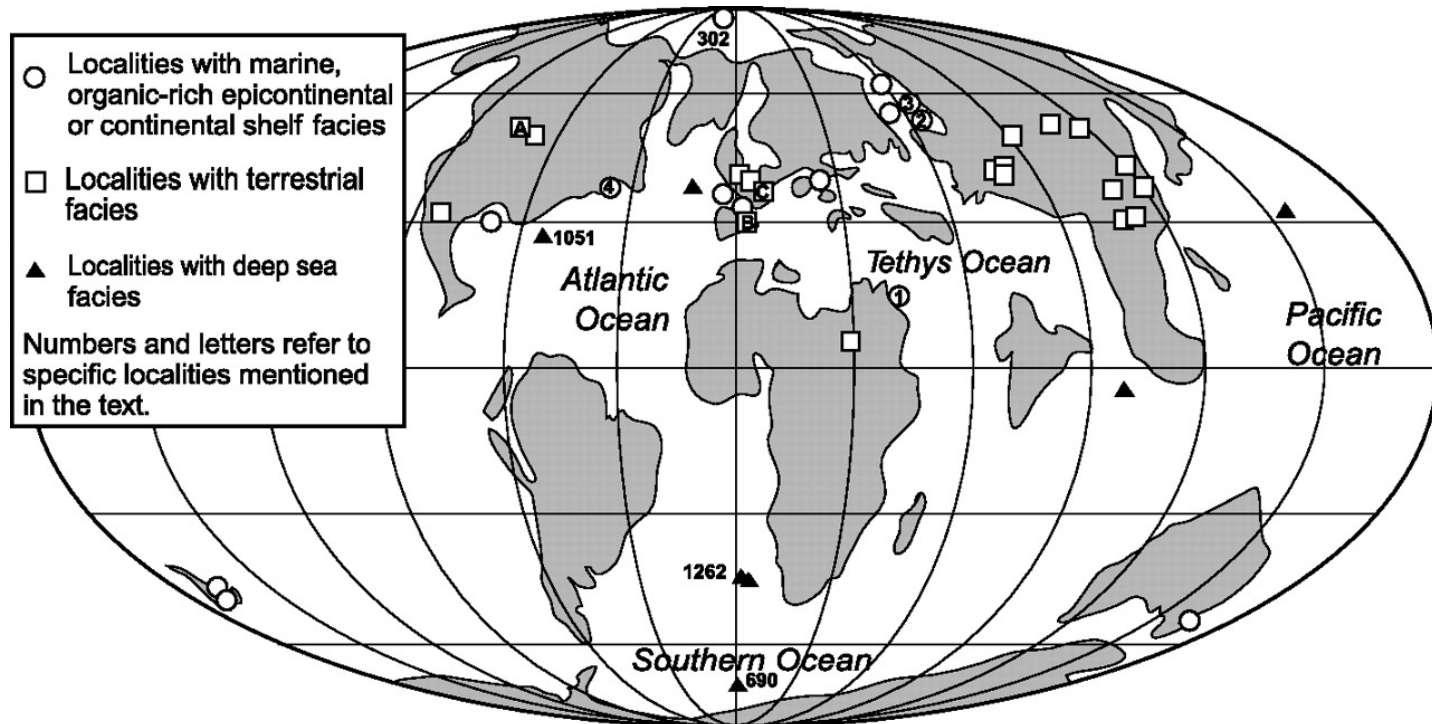 Localities with marine,
organic-rich epicontinental
or continental shelf facies
Localities with terrestrial
facies
Localities with deep sea
facies
Numbers and letters refer to
specific localities mentioned
in the text.
302
3
2
A
4
C
B
1051
Atlantic
Ocean
Tethys Ocean
1
Pacific
Ocean
1262
Southern Ocean
690